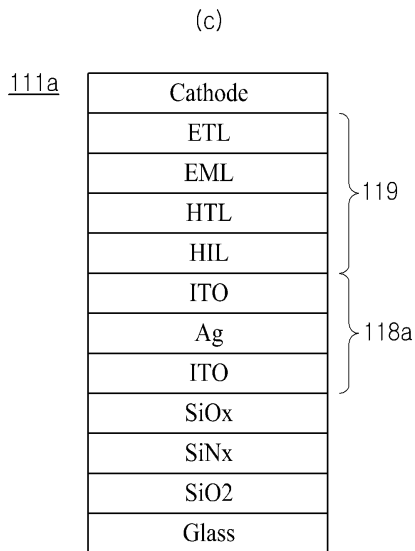 (c)
111a
Cathode
ETL
EML
119
HTL
HIL
ITO
Ag
118a
ITO
SiOx
SiNx
SiO2
Glass